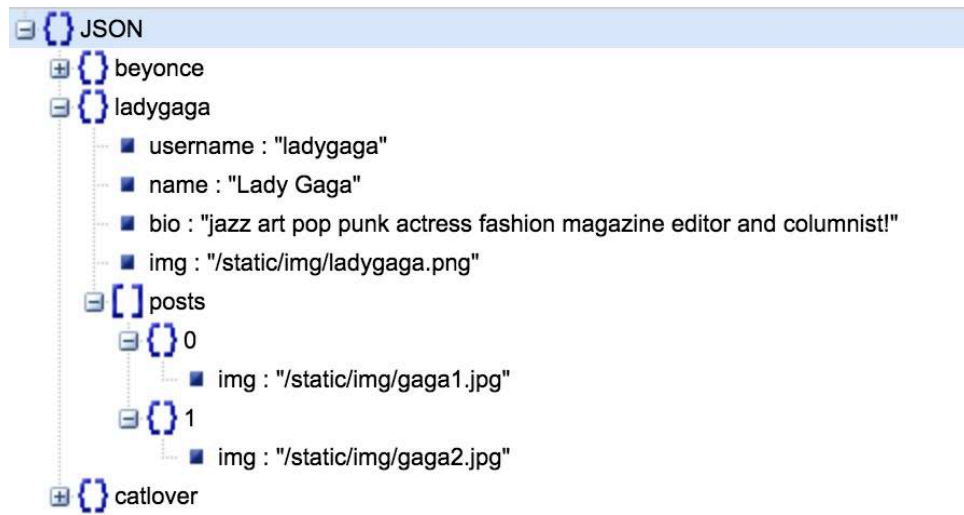 JSON
beyonce
ladygaga
username : "ladygaga"
name : "Lady Gaga"
bio : "jazz art pop punk actress fashion magazine editor and columnist!"
img : "/static/img/ladygaga.png"
posts
0
img : "/static/img/gaga1.jpg"
1
img : "/static/img/gaga2.jpg"
catlover